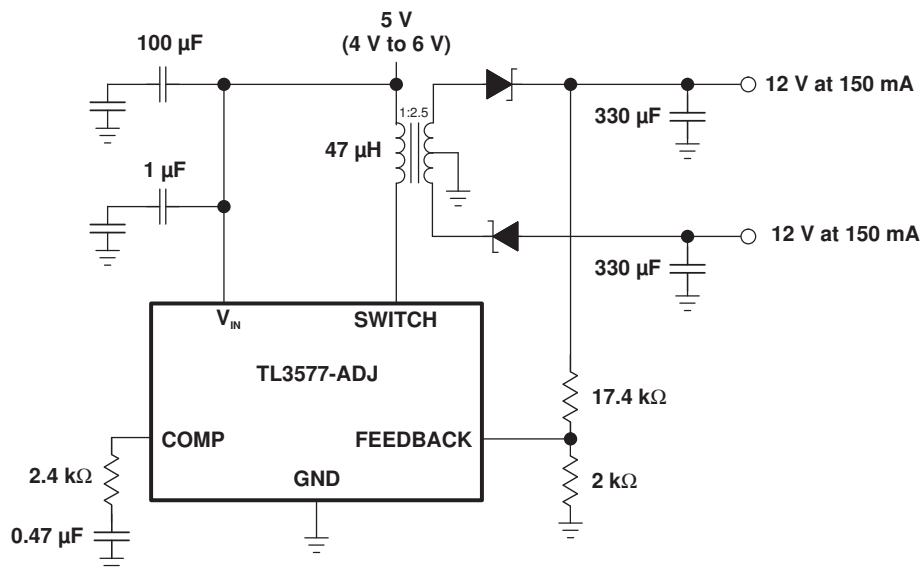 5 V
(4 V to 6 V)
100 µF
12 V at 150 mA
1:2.5
330 µF
47 µH
1 µF
12 V at 150 mA
330 µF
VIN
SWITCH
TL3577-ADJ
17.4 kΩ
COMP
FEEDBACK
2.4 kΩ
GND
2 kΩ
0.47 µF